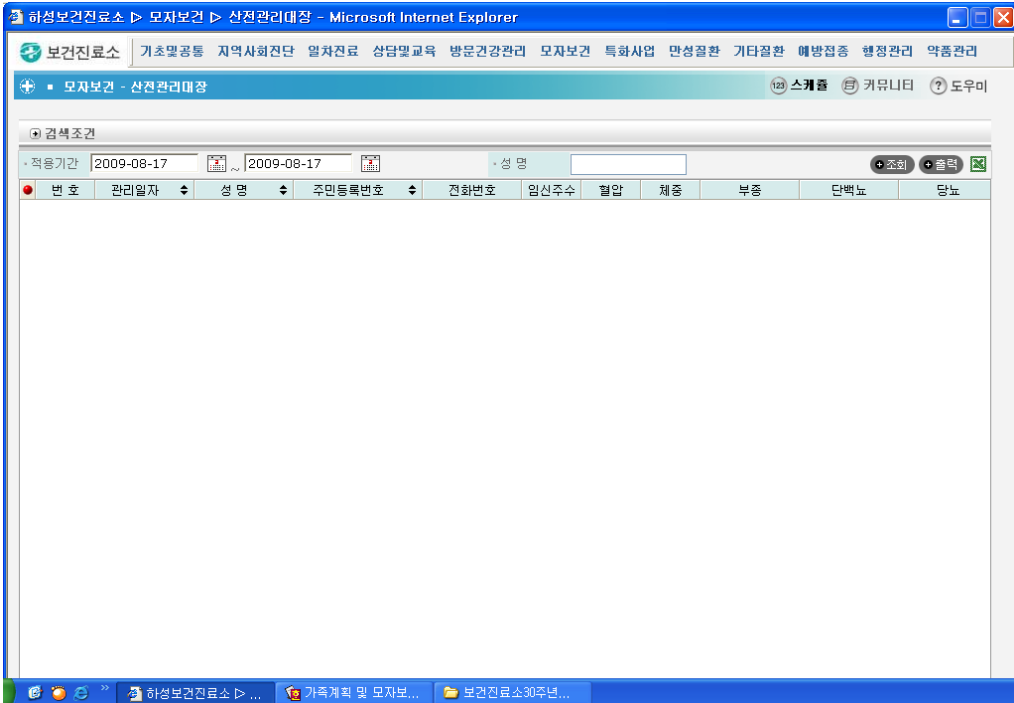 하성보건진료소 ▷ 모자보건 ▷ 산전관리대장 - Microsoft Internet Explorer
보건진료소 기초및공통 지역사회진단 일차진료 상담및교육 방문건강관리 모자보건 특화사업 만성질환 기타질환 예방접종 행정관리 약품관리
모자보건 - 산전관리대장 123 스케줄 커뮤니티 ? 도우미
검색조건
적용기간 2009-08-17 ~ 2009-08-17 성 명 조회 출력
번 호 관리일자 성 명 주민등록번호 전화번호 임신주수 혈압 체중 부종 단백뇨 당뇨
하성보건진료소 ▷ ... 가족계획 및 모자보... 보건진료소30주년...